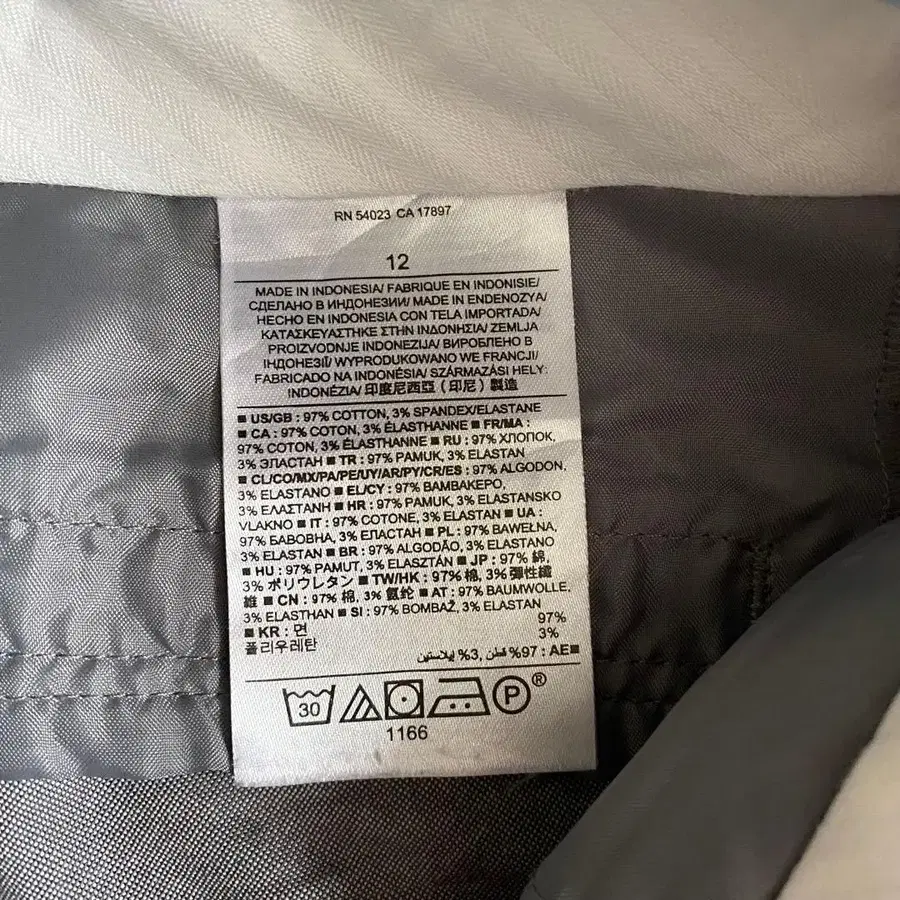 RN 54023 CA 17897
12
MADE IN INDONESIA/ FABRIQUE EN INDONISIE/
СДЕЛАНО В ИНДОНЕЗИИ/ MADE IN ENDENOZYA/
HECHO EN INDONESIA CON TELA IMPORTADA/
ΚΑΤΑΣΚΕΥΑΣΤΗΚΕ ΣΤΗΝ ΙΝΔΟΝΗΣΙΑ/ ZEMLJA
PROIZVODNJE INDONEZIJA/ ВИРОБЛЕНО В
ІНДОНЕЗІЇ/ WYPRODUKOWANO WE FRANCJI/
FABRICADO NA INDONÉSIA/ SZÁRMAZÁSI HELY:
INDONÉZIA/ 印度尼西亞 (印尼) 製造
■ US/GB : 97% COTTON, 3% SPANDEX/ELASTANE
■ CA : 97% COTON, 3% ÉLASTHANNE ■ FR/MA :
97% COTON, 3% ÉLASTHANNE ■ RU : 97% ХЛОПОК,
3% ЭЛАСТАН ■ TR : 97% PAMUK, 3% ELASTAN
■ CL/CO/MX/PA/PE/UY/AR/PY/CR/ES : 97% ALGODON,
3% ELASTANO ■ EL/CY : 97% ΒΑΜΒΑΚΕΡΟ,
3% ΕΛΑΣΤΑΝΗ ■ HR : 97% PAMUK, 3% ELASTANSKO
VLAKNO ■ IT : 97% COTONE, 3% ELASTAN ■ UA :
97% БАВОВНА, 3% ЕЛАСТАН ■ PL : 97% BAWEŁNA,
3% ELASTAN ■ BR : 97% ALGODÃO, 3% ELASTANO
■ HU : 97% PAMUT, 3% ELASZTÁN ■ JP : 97% 綿,
3% ポリウレタン ■ TW/HK : 97% 棉, 3% 彈性纖
維 ■ CN : 97% 棉, 3% 氨纶 ■ AT : 97% BAUMWOLLE,
3% ELASTHAN ■ SI : 97% BOMBAŽ, 3% ELASTAN
■ KR : 면 97%
폴리우레탄 3%
■AE : 97% قطن, 3% إيلاستين
30 P ®
1166